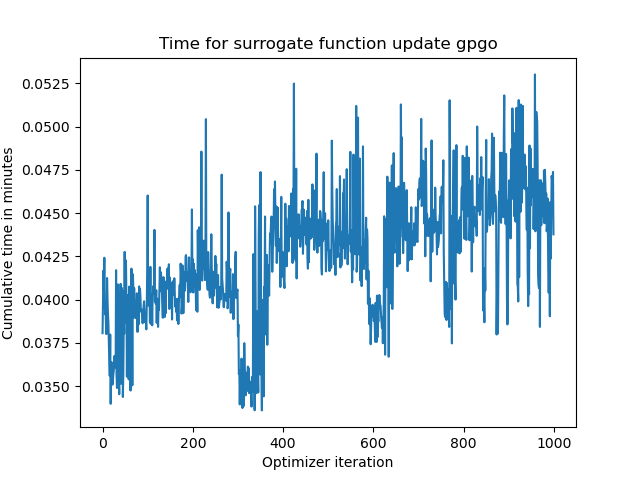 Time for surrogate function update gpgo
Cumulative time in minutes
0.0525
0.0500
0.0475
0.0450
0.0425
0.0400
0.0375
0.0350
0 200 400 600 800 1000
Optimizer iteration